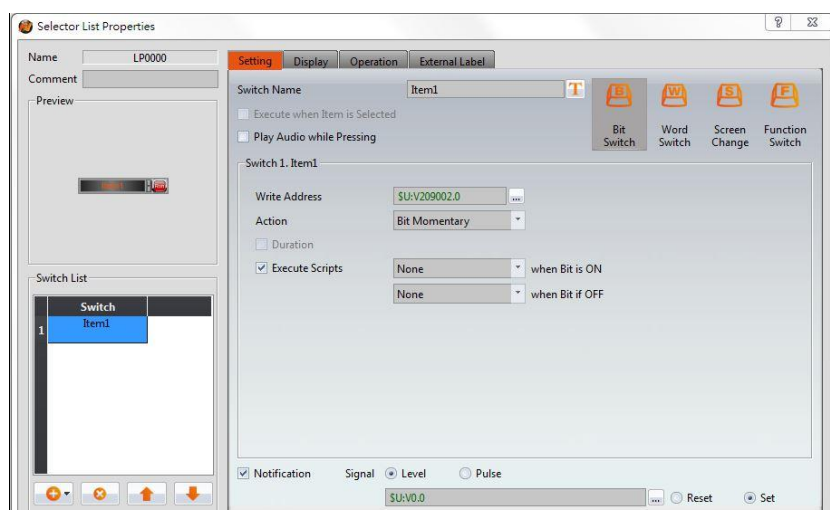 Selector List Properties
Name LP0000
Comment
Preview
Switch List
Switch
1 Item1
Setting Display Operation External Label
Switch Name Item1 T
Execute when Item is Selected
Play Audio while Pressing
B Bit Switch
W Word Switch
S Screen Change
F Function Switch
Switch 1. Item1
Write Address $U:V209002.0 ...
Action Bit Momentary
Duration
Execute Scripts None when Bit is ON
None when Bit if OFF
Notification Signal Level Pulse
$U:V0.0 ... Reset Set